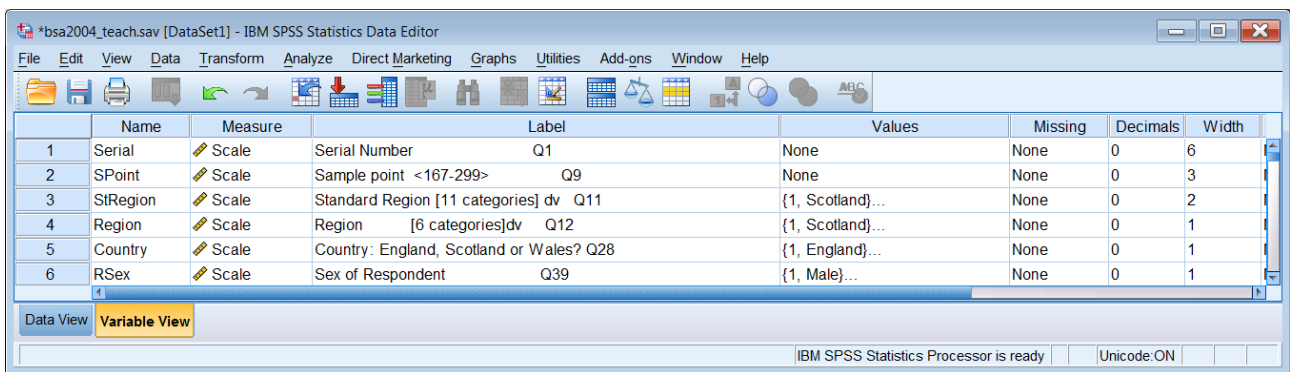 *bsa2004_teach.sav [DataSet1] - IBM SPSS Statistics Data Editor
File Edit View Data Transform Analyze Direct Marketing Graphs Utilities Add-ons Window Help
Name Measure Label Values Missing Decimals Width
1 Serial Scale Serial Number Q1 None None 0 6
2 SPoint Scale Sample point <167-299> Q9 None None 0 3
3 StRegion Scale Standard Region [11 categories] dv Q11 {1, Scotland}... None 0 2
4 Region Scale Region [6 categories]dv Q12 {1, Scotland}... None 0 1
5 Country Scale Country: England, Scotland or Wales? Q28 {1, England}... None 0 1
6 RSex Scale Sex of Respondent Q39 {1, Male}... None 0 1
Data View Variable View
IBM SPSS Statistics Processor is ready Unicode:ON